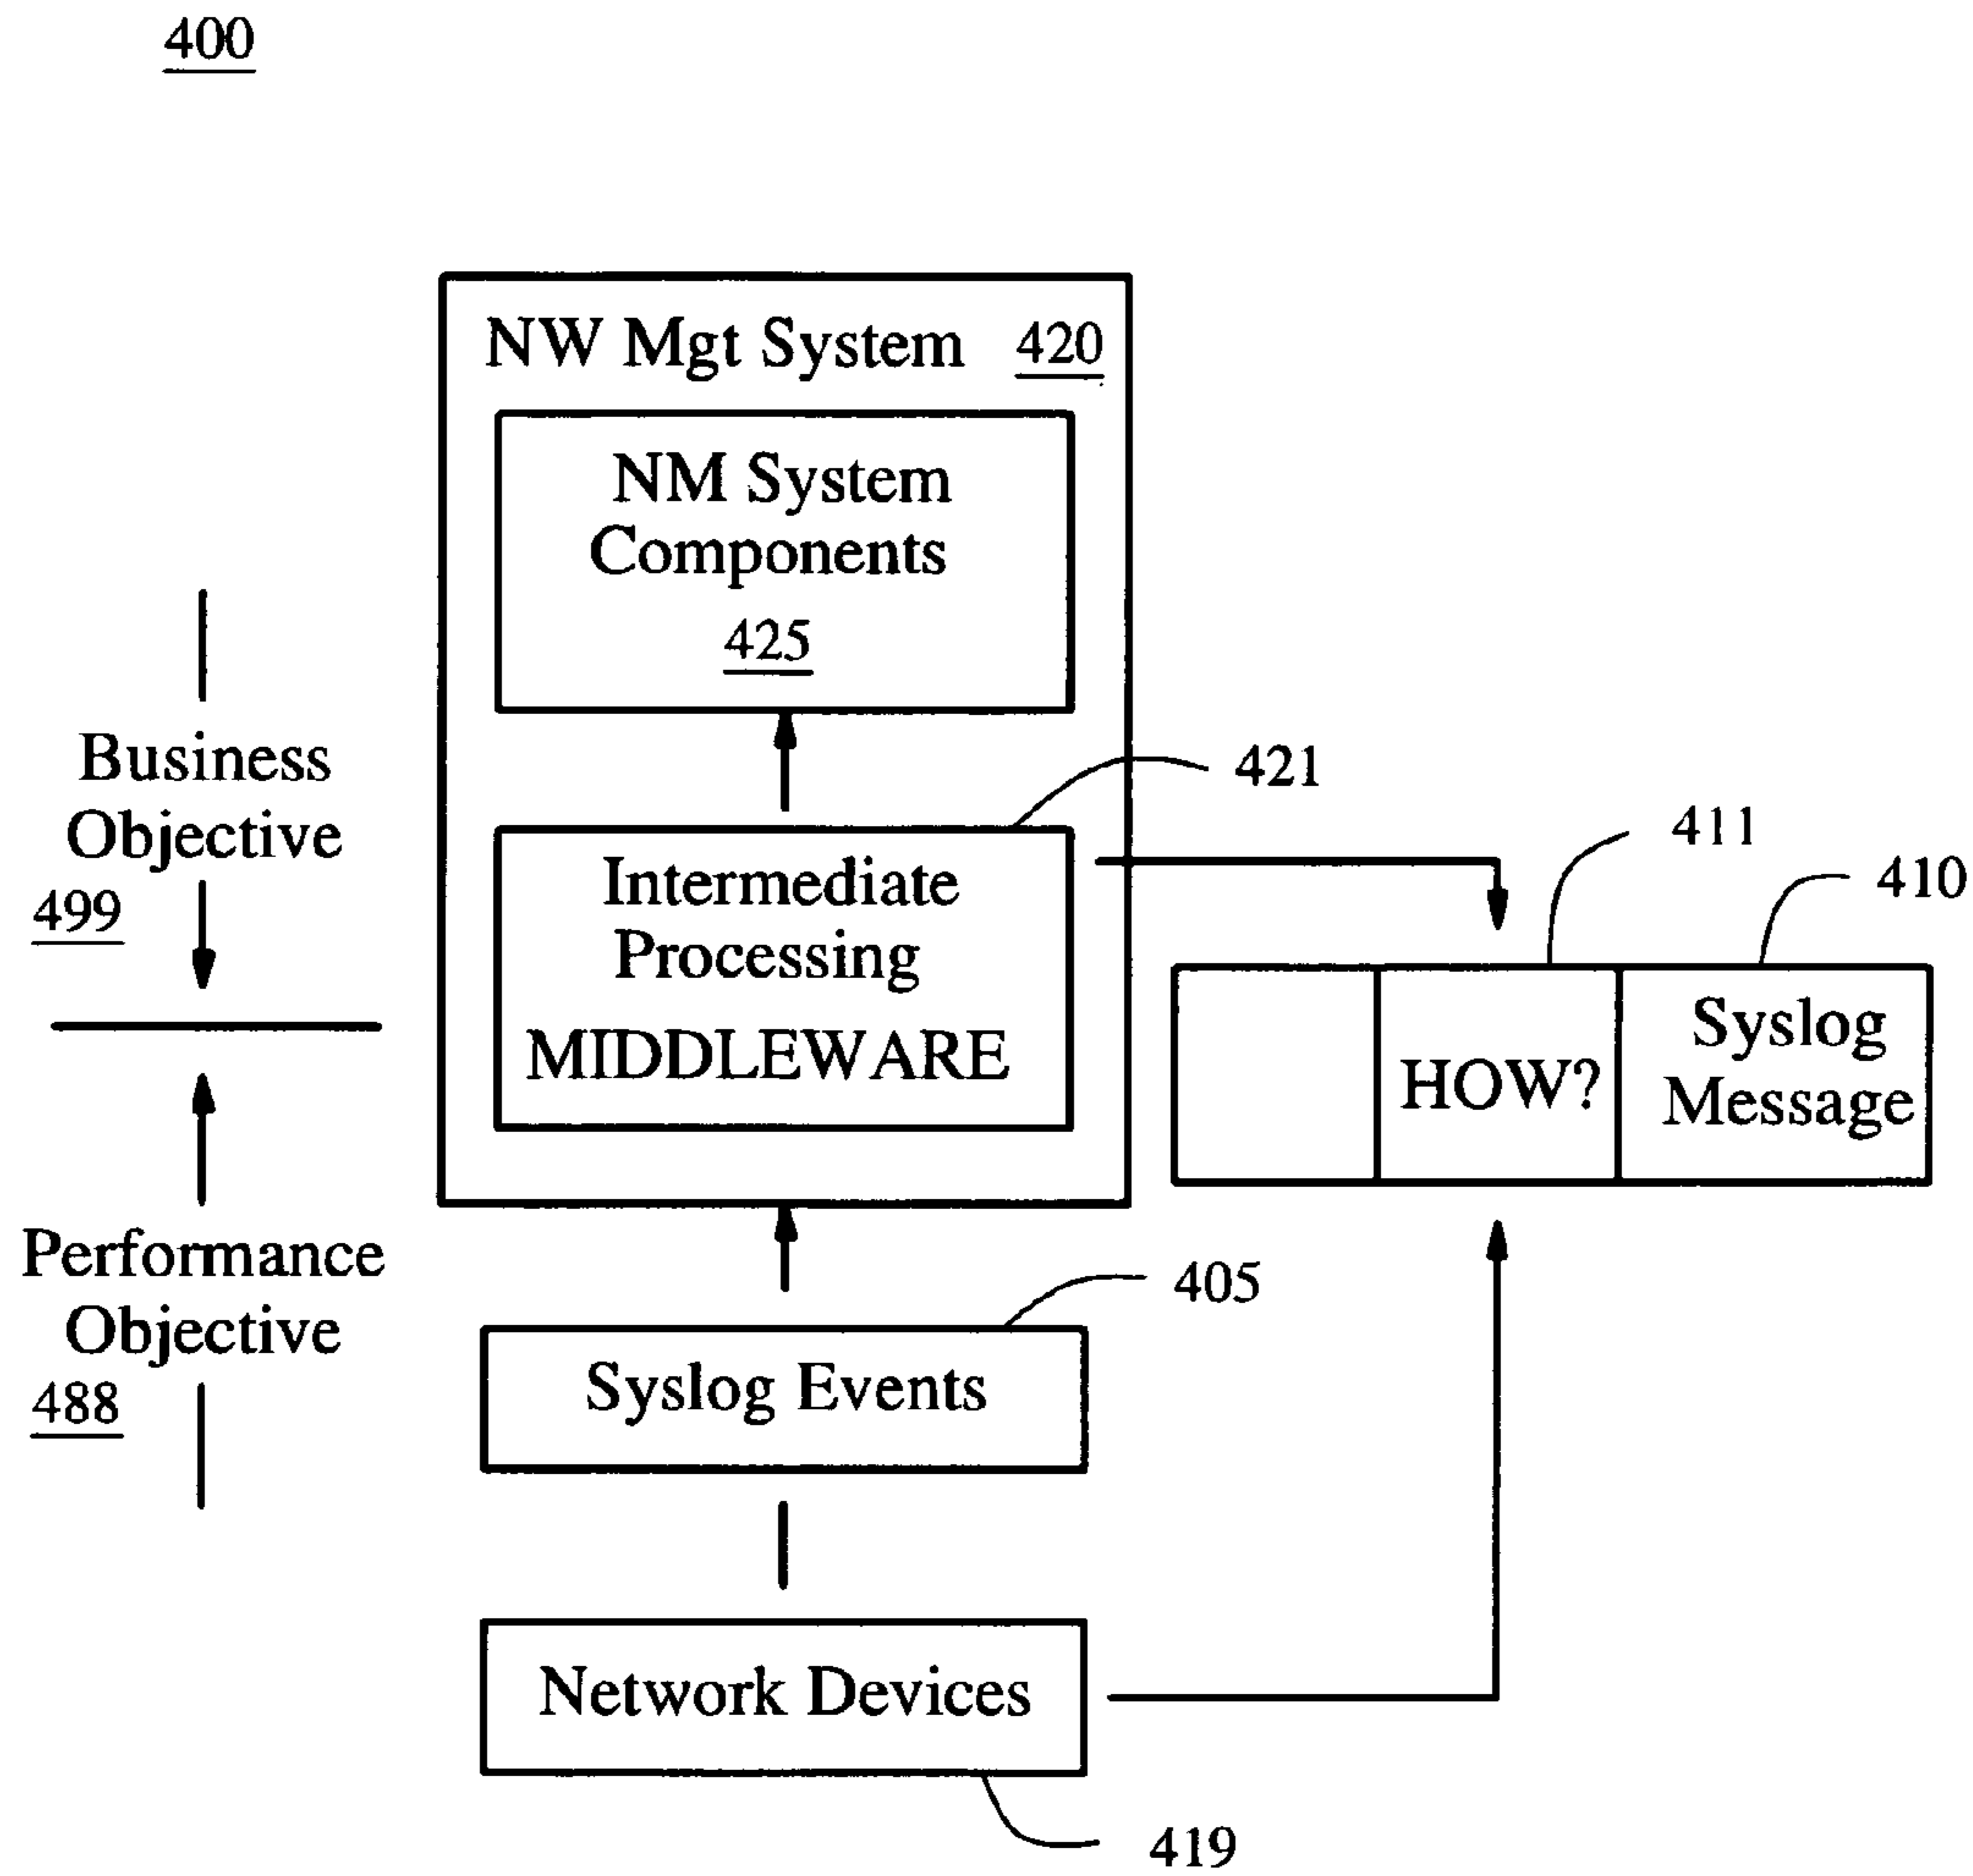 400
NW Mgt System 420
NM System
Components
425
Business
Objective
499
421
Intermediate
Processing
MIDDLEWARE
411
410
HOW?
Syslog
Message
Performance
Objective
488
405
Syslog Events
Network Devices
419